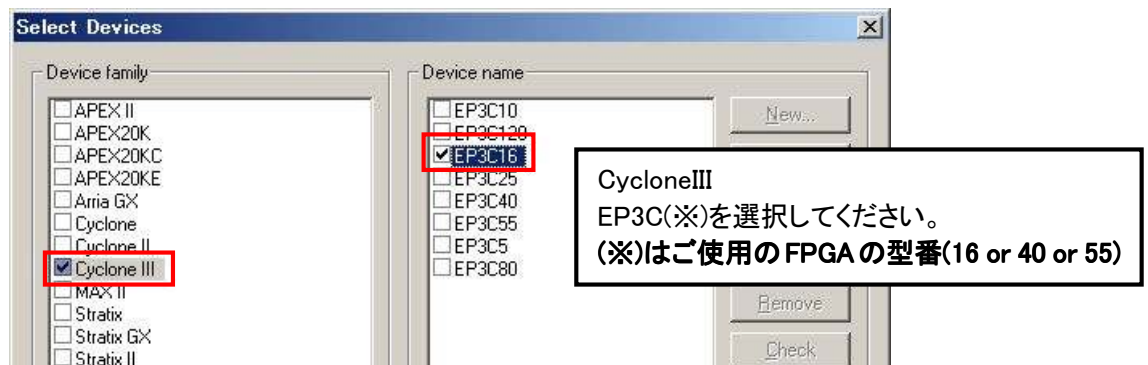 Select Devices
Device family
APEX II
APEX20K
APEX20KC
APEX20KE
Arria GX
Cyclone
Cyclone II
Cyclone III
MAX II
Stratix
Stratix GX
Stratix II
Device name
EP3C10
EP3C120
EP3C16
EP3C25
EP3C40
EP3C55
EP3C5
EP3C80
New...
Remove
Check
CycloneIII
EP3C(※)を選択してください。
(※)はご使用のFPGAの型番(16 or 40 or 55)